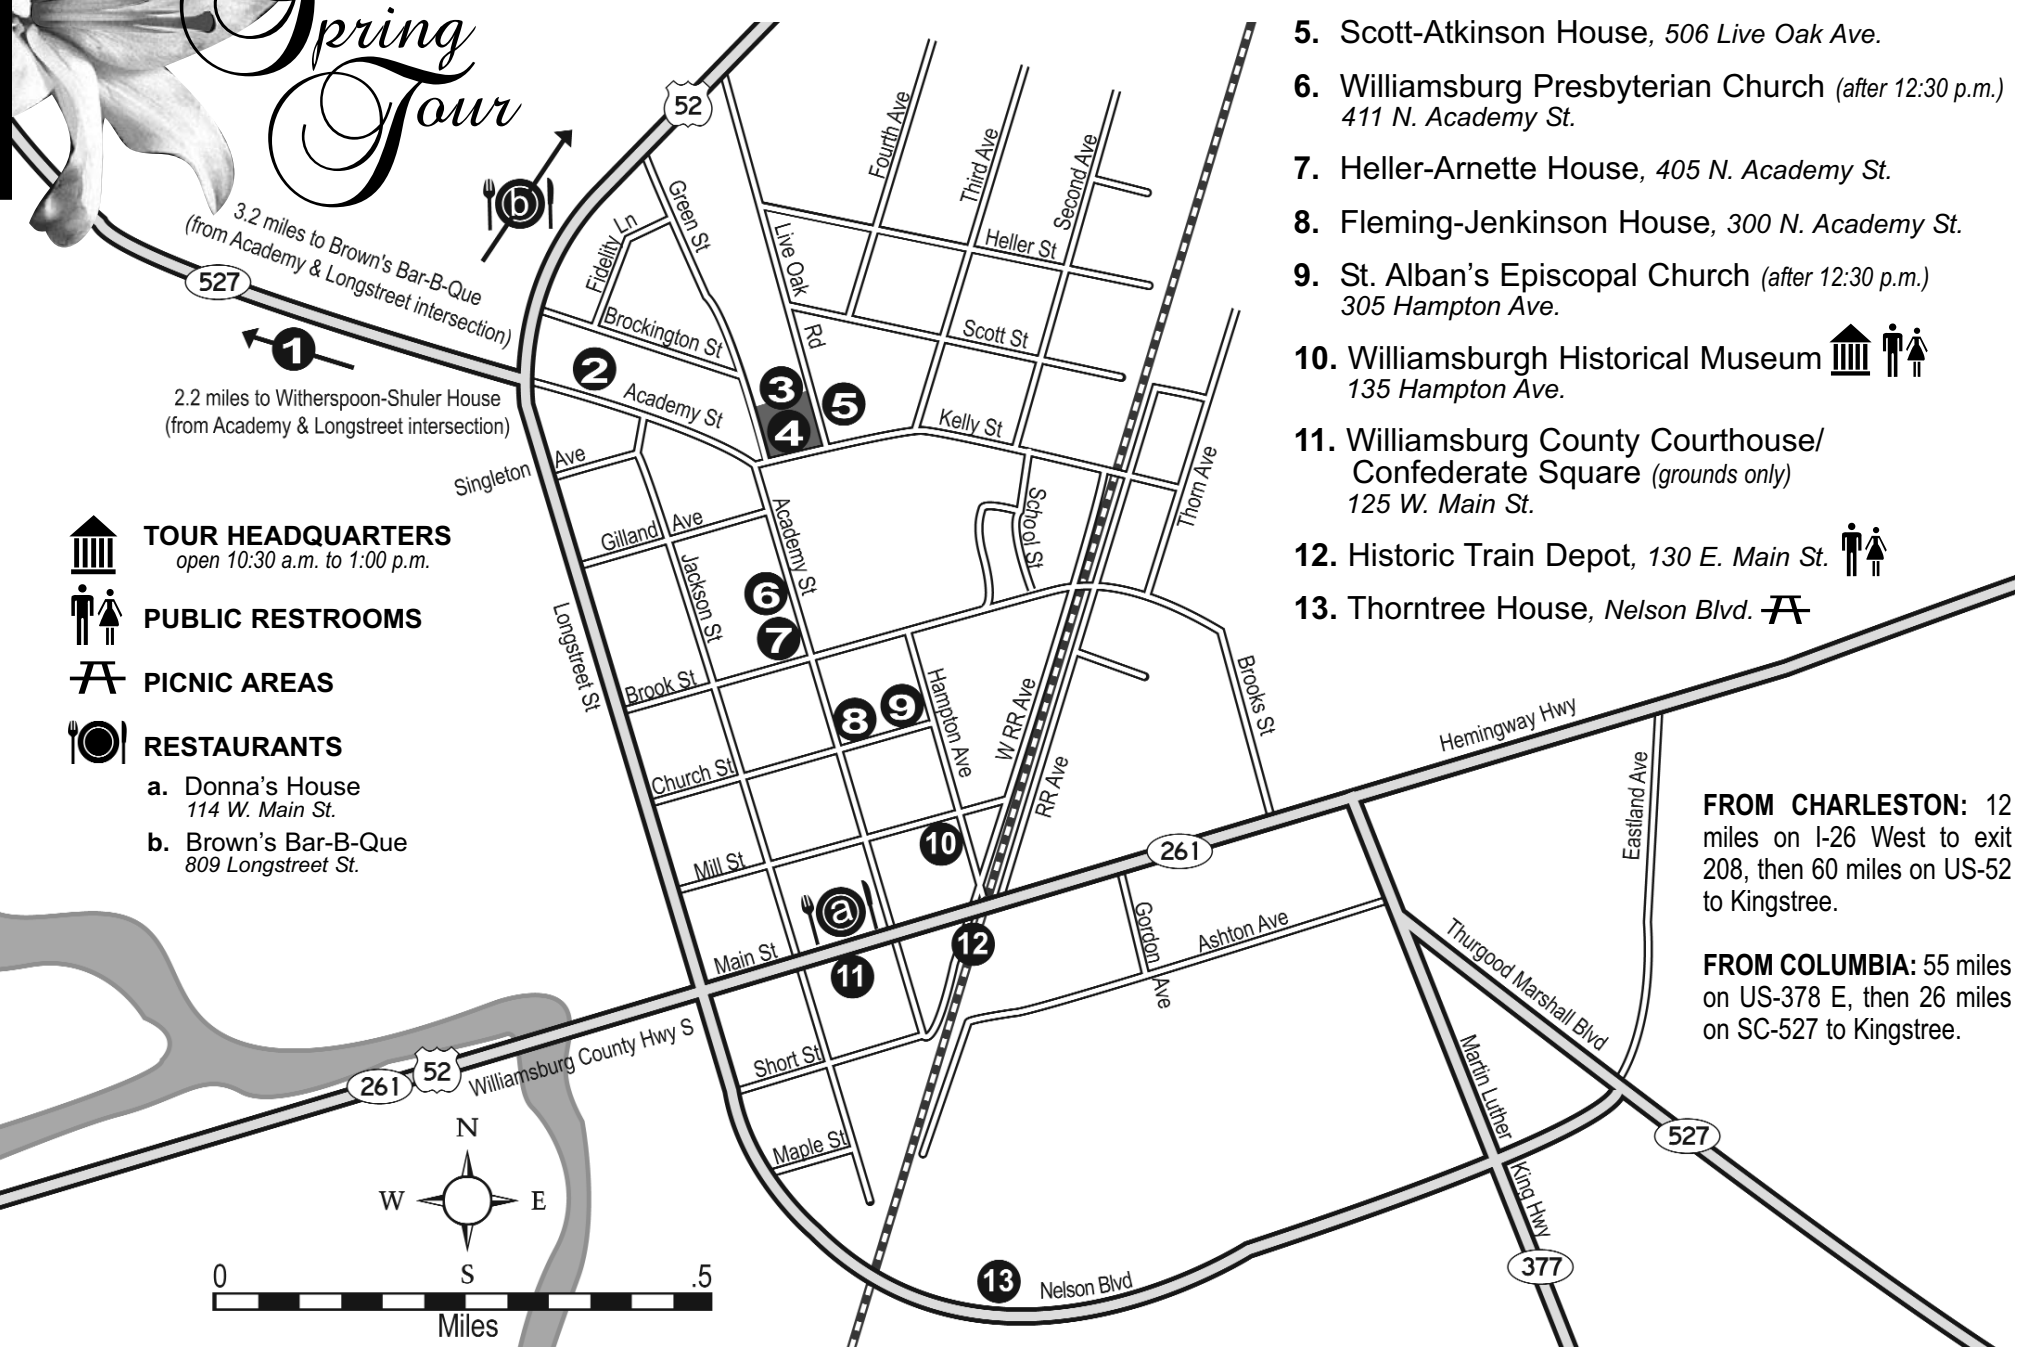 Spring
Tour
5. Scott-Atkinson House, 506 Live Oak Ave.
6. Williamsburg Presbyterian Church (after 12:30 p.m.)
411 N. Academy St.
7. Heller-Arnette House, 405 N. Academy St.
8. Fleming-Jenkinson House, 300 N. Academy St.
9. St. Alban's Episcopal Church (after 12:30 p.m.)
305 Hampton Ave.
10. Williamsburgh Historical Museum
135 Hampton Ave.
11. Williamsburg County Courthouse/
Confederate Square (grounds only)
125 W. Main St.
12. Historic Train Depot, 130 E. Main St.
13. Thorntree House, Nelson Blvd.
TOUR HEADQUARTERS
open 10:30 a.m. to 1:00 p.m.
PUBLIC RESTROOMS
PICNIC AREAS
RESTAURANTS
a. Donna's House
114 W. Main St.
b. Brown's Bar-B-Que
809 Longstreet St.
FROM CHARLESTON: 12
miles on I-26 West to exit
208, then 60 miles on US-52
to Kingstree.
FROM COLUMBIA: 55 miles
on US-378 E, then 26 miles
on SC-527 to Kingstree.
3.2 miles to Brown's Bar-B-Que
(from Academy & Longstreet intersection)
2.2 miles to Witherspoon-Shuler House
(from Academy & Longstreet intersection)
52
b
527
1
2
3
4
5
6
7
8
9
10
a
11
12
13
Fourth Ave
Third Ave
Second Ave
Heller St
Green St
Fidelity Ln
Live Oak
Rd
Brockington St
Scott St
Academy St
Kelly St
Singleton Ave
Gilland Ave
Academy St
School St
Thorn Ave
Jackson St
Longstreet St
Brook St
Hampton Ave
W RR Ave
RR Ave
Brooks St
Church St
Mill St
Hemingway Hwy
Eastland Ave
261
Main St
Gordon Ave
Ashton Ave
Thurgood Marshall Blvd
Williamsburg County Hwy S
261
52
Short St
Maple St
Martin Luther
King Hwy
527
377
Nelson Blvd
N
W
E
S
0
.5
Miles